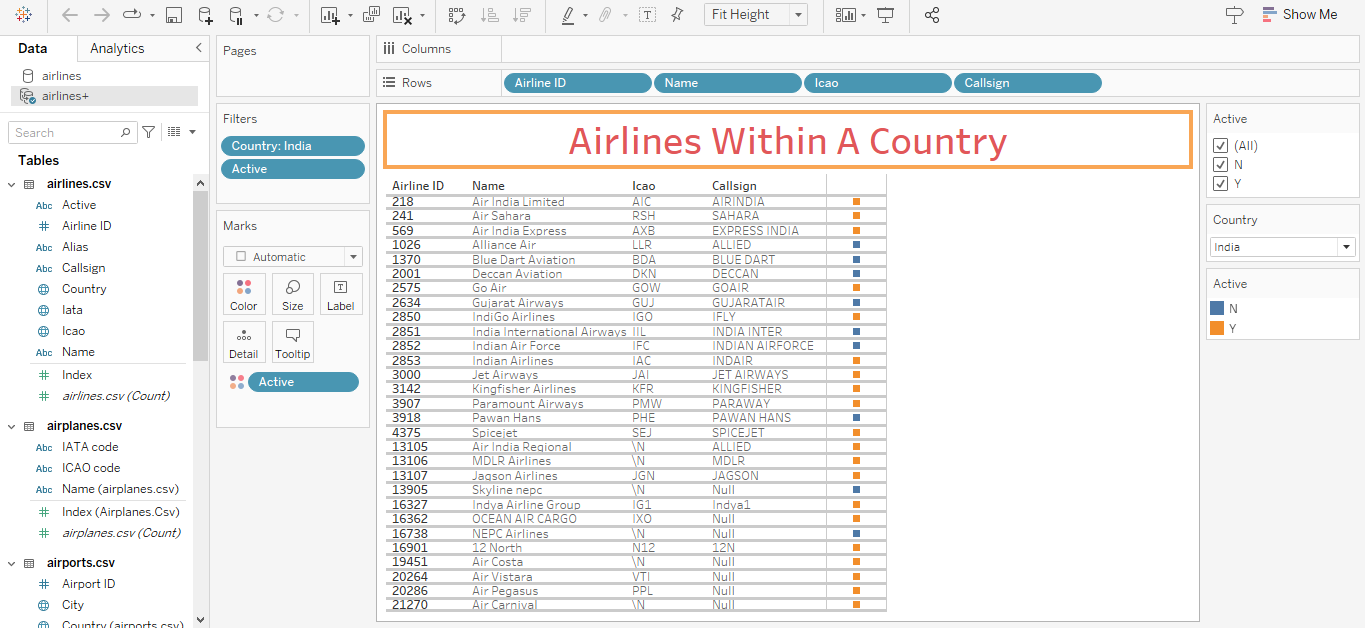 Fit Height
Show Me
Data
Analytics
airlines
airlines+
Search
Tables
airlines.csv
Abc Active
Airline ID
Abc Alias
Abc Callsign
Country
Iata
Icao
Abc Name
Index
airlines.csv (Count)
airplanes.csv
Abc IATA code
Abc ICAO code
Abc Name (airplanes.csv)
Index (Airplanes.Csv)
airplanes.csv (Count)
airports.csv
Airport ID
City
Country (airports.csv)
Pages
Filters
Country: India
Active
Marks
Automatic
Color
Size
Label
Detail
Tooltip
Active
Columns
Rows
Airline ID
Name
Icao
Callsign
Airlines Within A Country
Airline ID Name Icao Callsign
218 Air India Limited AIC AIRINDIA
241 Air Sahara RSH SAHARA
569 Air India Express AXB EXPRESS INDIA
1026 Alliance Air LLR ALLIED
1370 Blue Dart Aviation BDA BLUE DART
2001 Deccan Aviation DKN DECCAN
2575 Go Air GOW GOAIR
2634 Gujarat Airways GUJ GUJARATAIR
2850 IndiGo Airlines IGO IFLY
2851 India International Airways IIL INDIA INTER
2852 Indian Air Force IFC INDIAN AIRFORCE
2853 Indian Airlines IAC INDAIR
3000 Jet Airways JAI JET AIRWAYS
3142 Kingfisher Airlines KFR KINGFISHER
3907 Paramount Airways PMW PARAWAY
3918 Pawan Hans PHE PAWAN HANS
4375 Spicejet SEJ SPICEJET
13105 Air India Regional \N ALLIED
13106 MDLR Airlines \N MDLR
13107 Jagson Airlines JGN JAGSON
13905 Skyline nepc \N Null
16327 Indya Airline Group IG1 Indya1
16362 OCEAN AIR CARGO IXO Null
16738 NEPC Airlines \N Null
16901 12 North N12 12N
19451 Air Costa \N Null
20264 Air Vistara VTI Null
20286 Air Pegasus PPL Null
21270 Air Carnival \N Null
Active
(All)
N
Y
Country
India
Active
N
Y